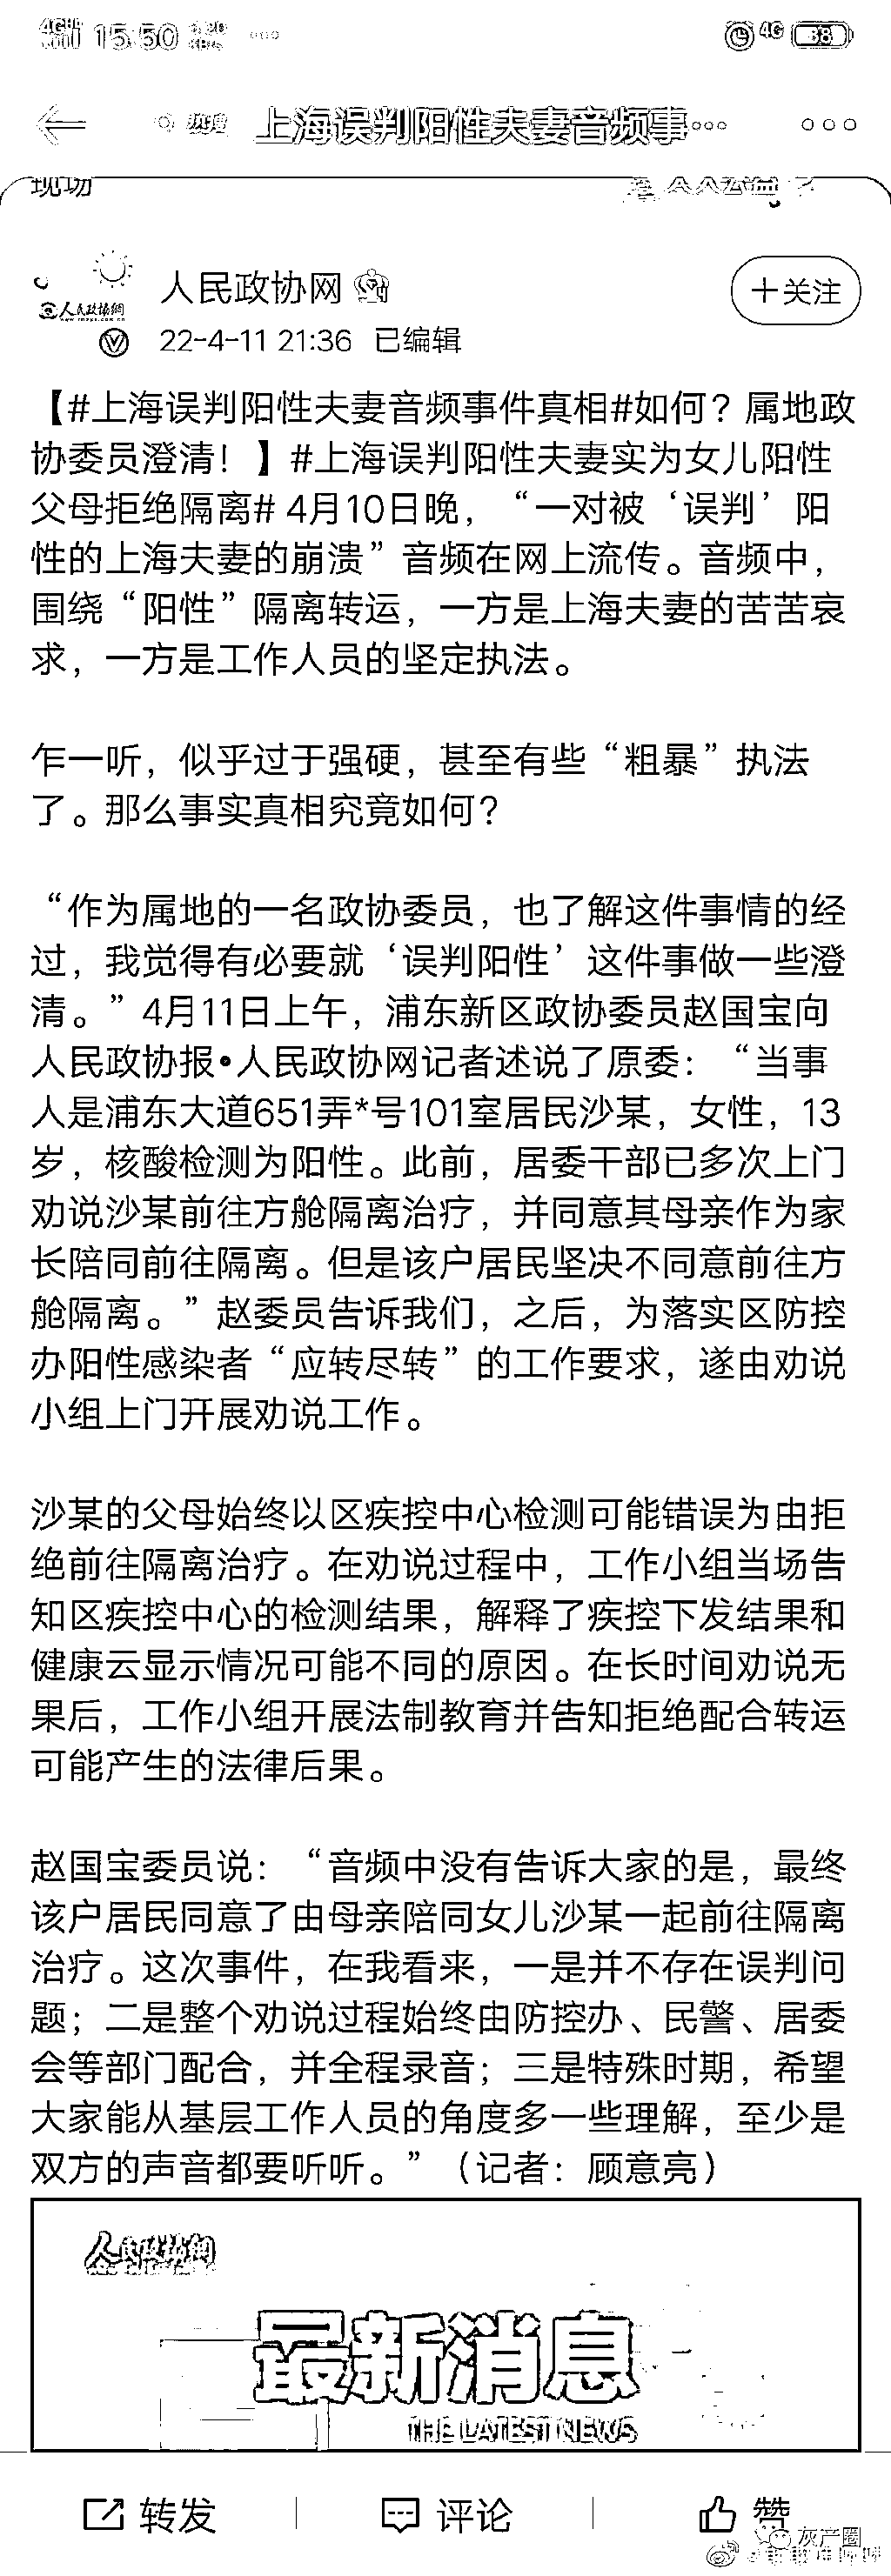 15:50
4G 38
热搜 上海误判阳性夫妻音频事…
现场
人民政协网
+关注
22-4-11 21:36 已编辑
【#上海误判阳性夫妻音频事件真相#如何？属地政
协委员澄清！】#上海误判阳性夫妻实为女儿阳性
父母拒绝隔离# 4月10日晚，“一对被‘误判’阳
性的上海夫妻的崩溃”音频在网上流传。音频中，
围绕“阳性”隔离转运，一方是上海夫妻的苦苦哀
求，一方是工作人员的坚定执法。
乍一听，似乎过于强硬，甚至有些“粗暴”执法
了。那么事实真相究竟如何？
“作为属地的一名政协委员，也了解这件事情的经
过，我觉得有必要就‘误判阳性’这件事做一些澄
清。”4月11日上午，浦东新区政协委员赵国宝向
人民政协报•人民政协网记者述说了原委：“当事
人是浦东大道651弄*号101室居民沙某，女性，13
岁，核酸检测为阳性。此前，居委干部已多次上门
劝说沙某前往方舱隔离治疗，并同意其母亲作为家
长陪同前往隔离。但是该户居民坚决不同意前往方
舱隔离。”赵委员告诉我们，之后，为落实区防控
办阳性感染者“应转尽转”的工作要求，遂由劝说
小组上门开展劝说工作。
沙某的父母始终以区疾控中心检测可能错误为由拒
绝前往隔离治疗。在劝说过程中，工作小组当场告
知区疾控中心的检测结果，解释了疾控下发结果和
健康云显示情况可能不同的原因。在长时间劝说无
果后，工作小组开展法制教育并告知拒绝配合转运
可能产生的法律后果。
赵国宝委员说：“音频中没有告诉大家的是，最终
该户居民同意了由母亲陪同女儿沙某一起前往隔离
治疗。这次事件，在我看来，一是并不存在误判问
题；二是整个劝说过程始终由防控办、民警、居委
会等部门配合，并全程录音；三是特殊时期，希望
大家能从基层工作人员的角度多一些理解，至少是
双方的声音都要听听。”（记者：顾意亮）
人民政协網
最新消息
THE LATEST NEWS
转发
评论
赞
灰产圈